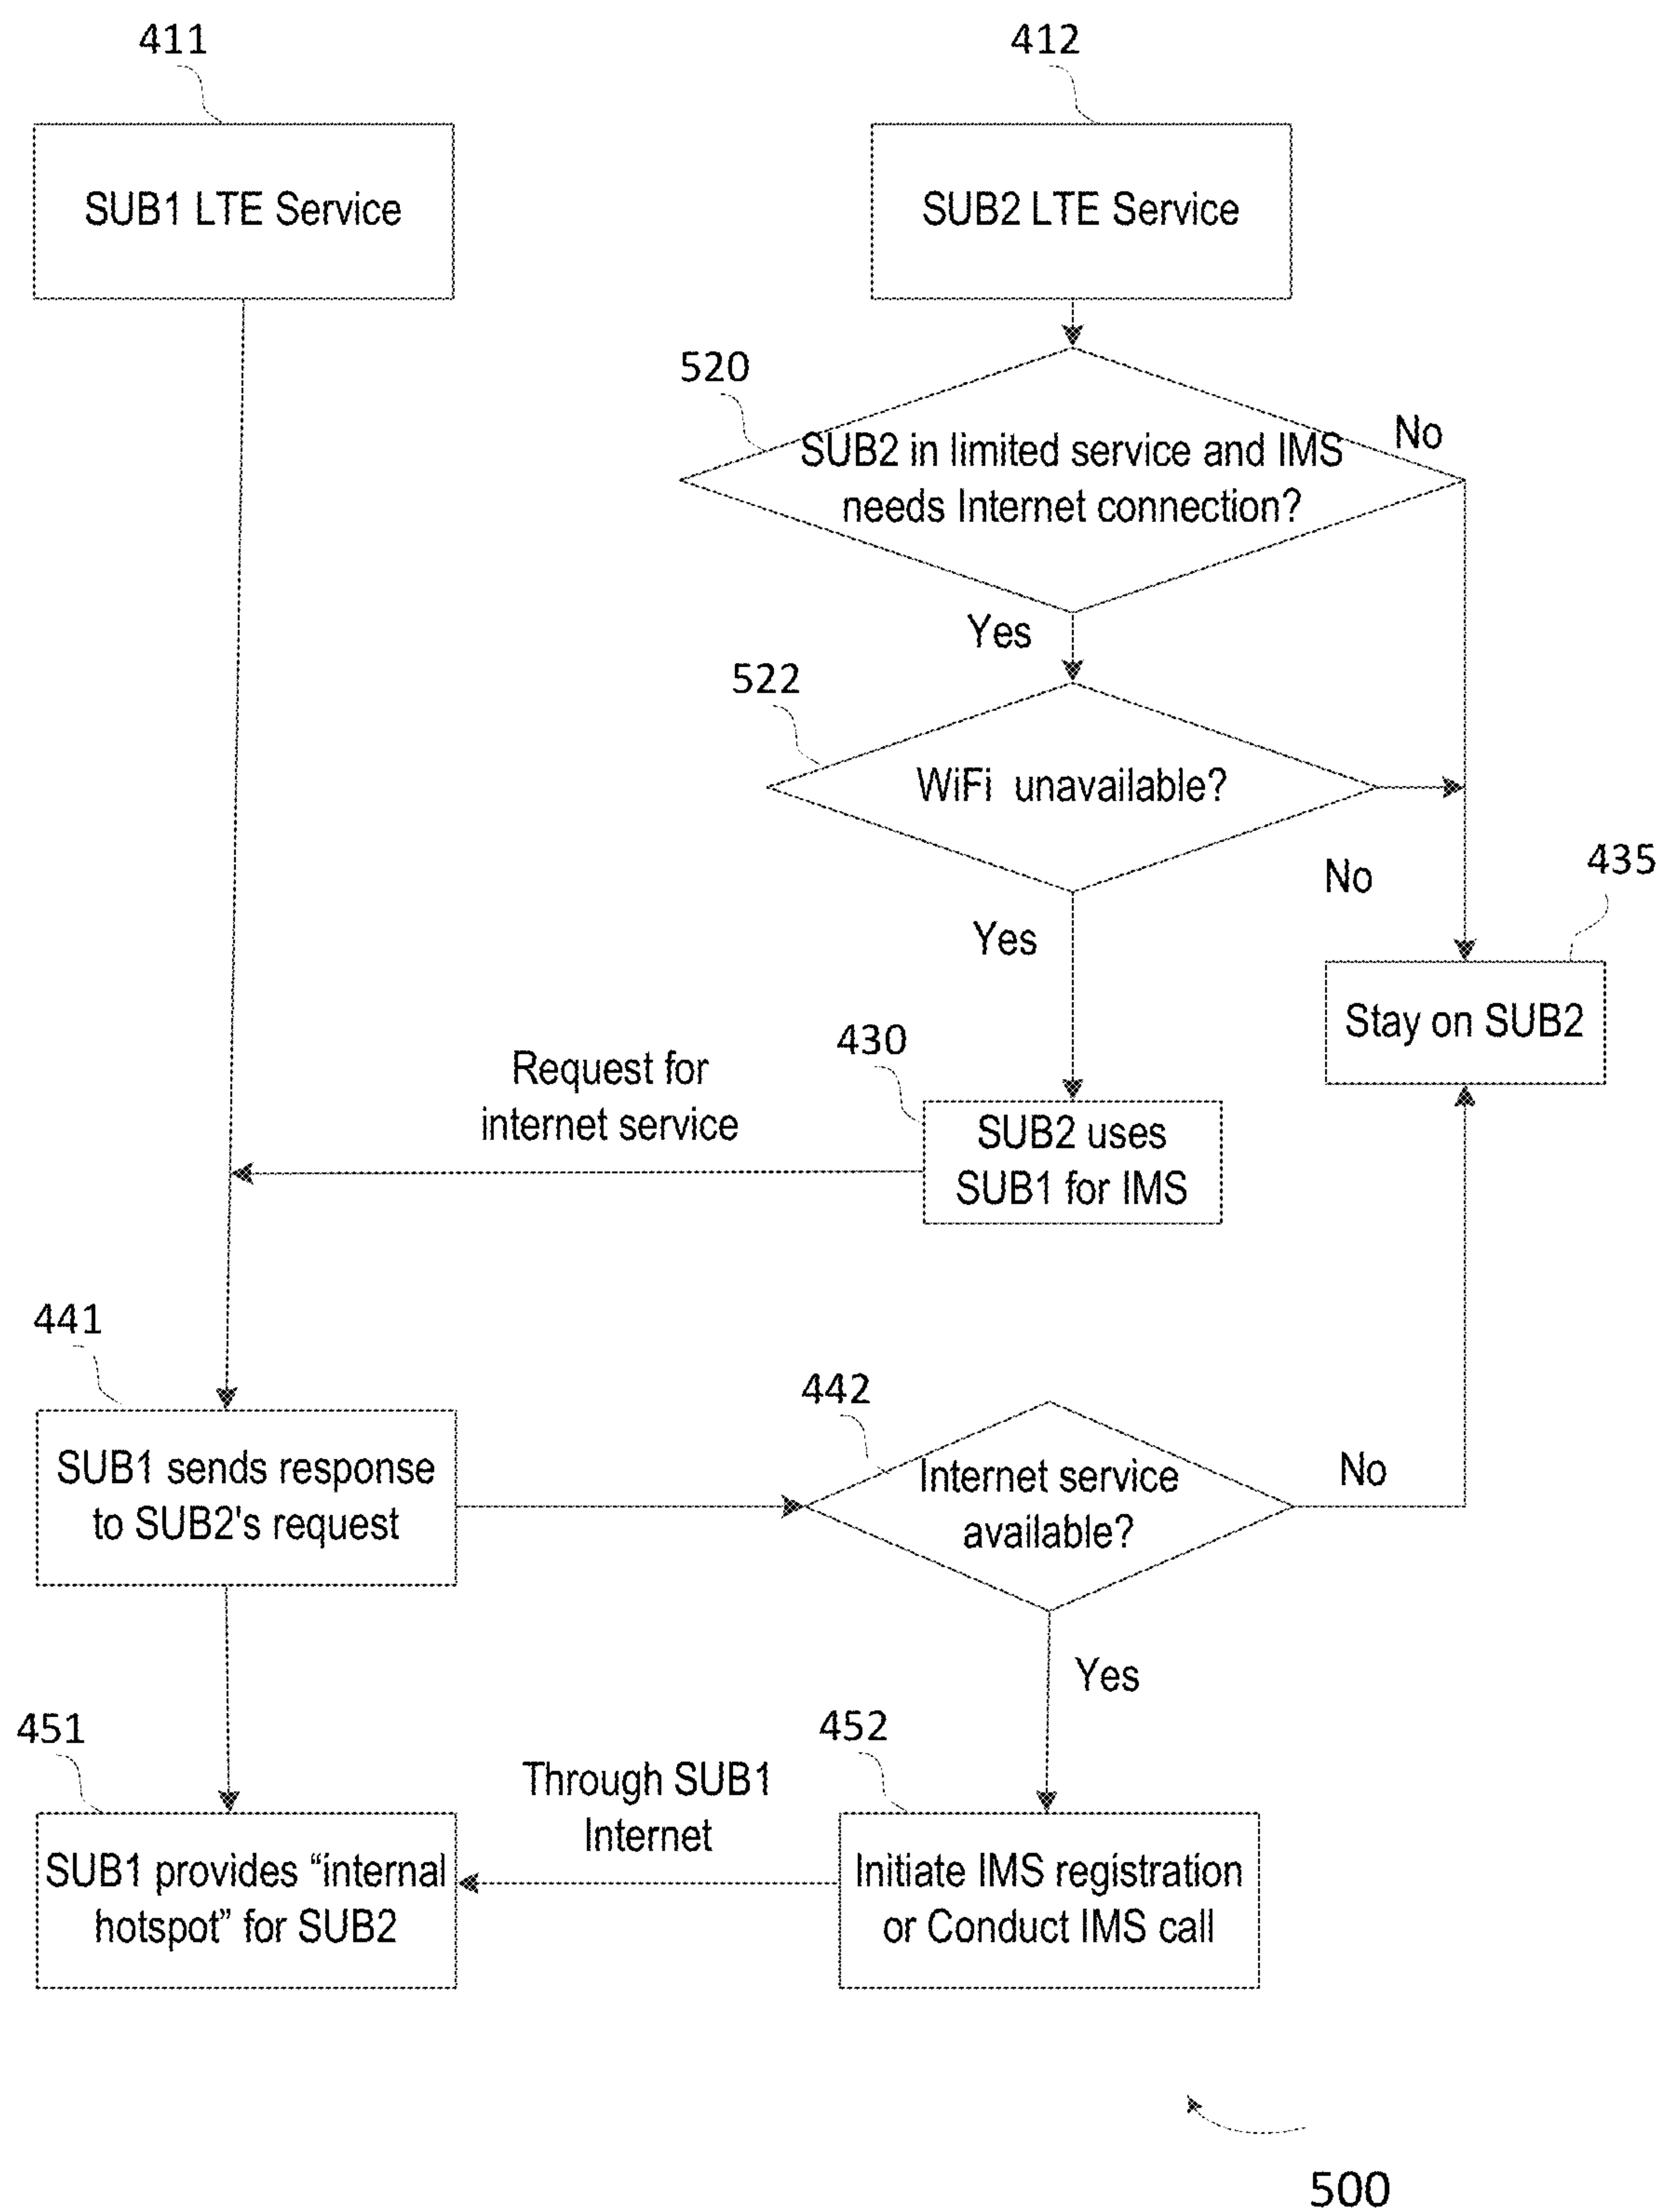 411
412
SUB1 LTE Service
SUB2 LTE Service
520
No
SUB2 in limited service and IMS
needs Internet connection?
Yes
522
WiFi unavailable?
No
435
Yes
Stay on SUB2
430
Request for
internet service
SUB2 uses
SUB1 for IMS
441
442
SUB1 sends response
to SUB2's request
Internet service
available?
No
Yes
451
452
Through SUB1
Internet
SUB1 provides “internal
hotspot” for SUB2
Initiate IMS registration
or Conduct IMS call
500